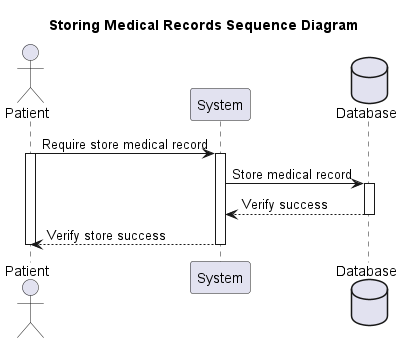 Storing Medical Records Sequence Diagram
Patient
System
Database
Require store medical record
Store medical record
Verify success
Verify store success
Patient
System
Database